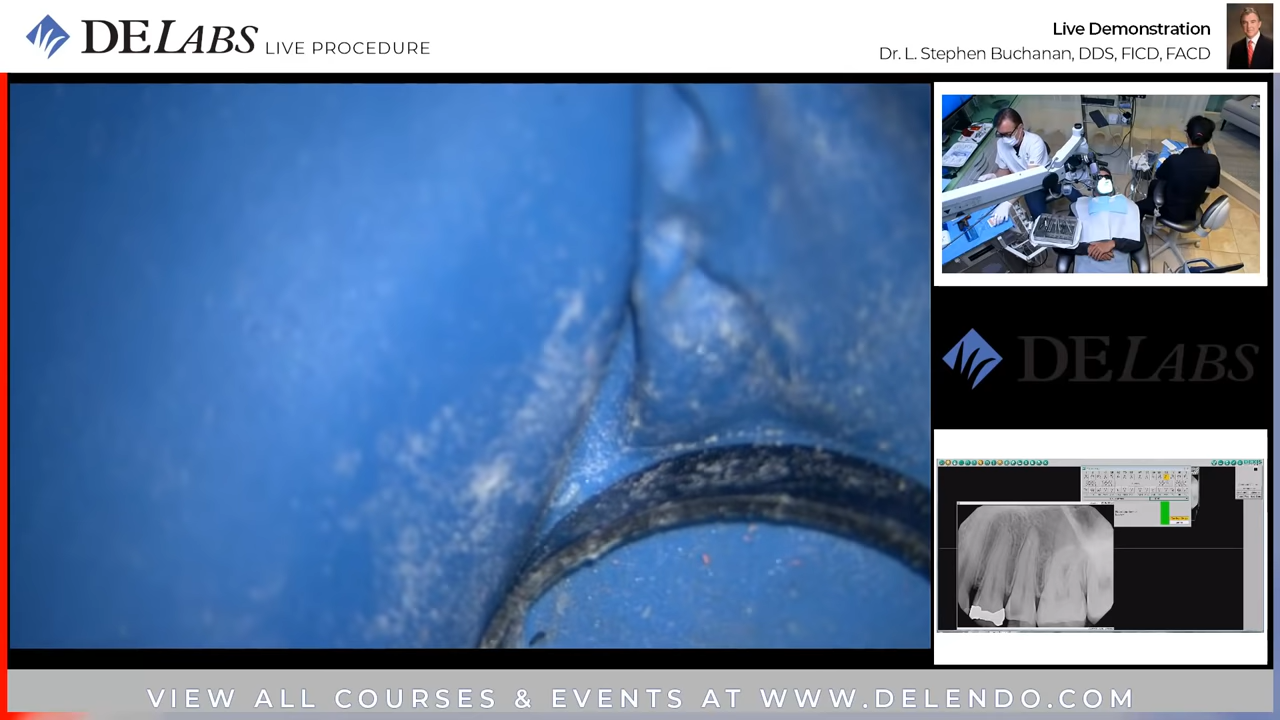 DELABS LIVE PROCEDURE
Live Demonstration
Dr. L. Stephen Buchanan, DDS, FICD, FACD
DELABS
VIEW ALL COURSES & EVENTS AT WWW.DELENDO.COM